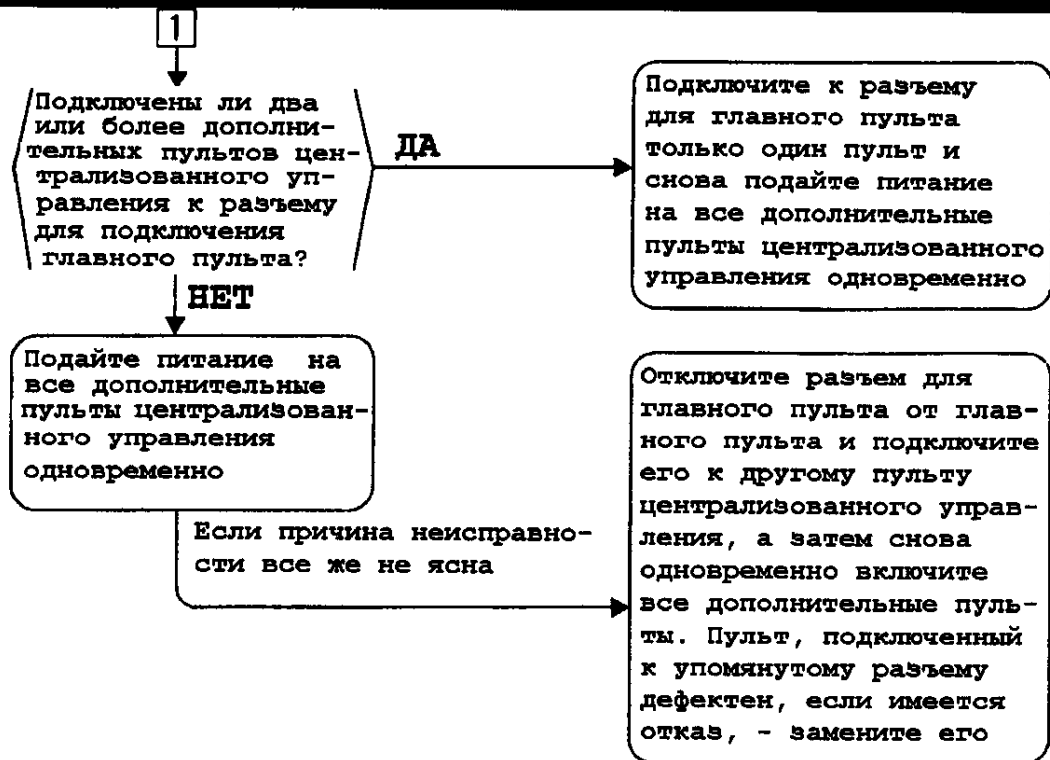 1
Подключены ли два
или более дополни-
тельных пультов цен-
трализованного уп-
равления к разъему
для подключения
главного пульта?
ДА
Подключите к разъему
для главного пульта
только один пульт и
снова подайте питание
на все дополнительные
пульты централизованного
управления одновременно
НЕТ
Подайте питание на
все дополнительные
пульты централизован-
ного управления
одновременно
Если причина неисправно-
сти все же не ясна
Отключите разъем для
главного пульта от глав-
ного пульта и подключите
его к другому пульту
централизованного управ-
ления, а затем снова
одновременно включите
все дополнительные пуль-
ты. Пульт, подключенный
к упомянутому разъему
дефектен, если имеется
отказ, - замените его